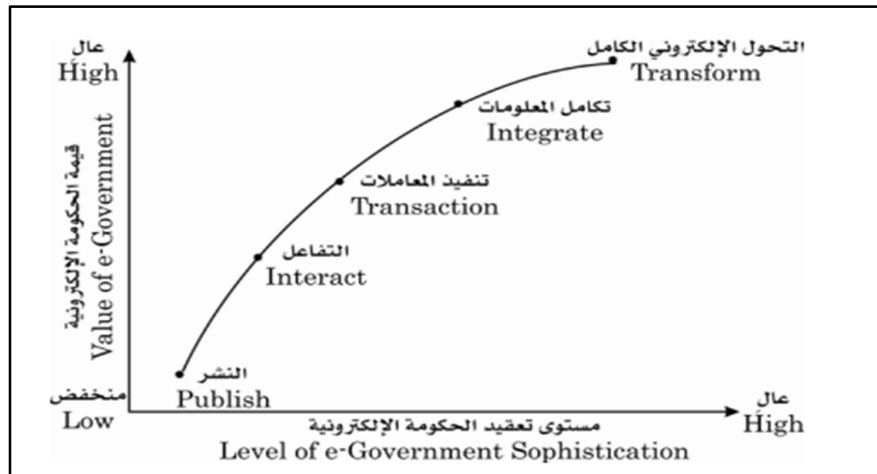 عالٍ
High
التحول الإلكتروني الكامل
Transform
تكامل المعلومات
Integrate
تنفيذ المعاملات
Transaction
التفاعل
Interact
النشر
Publish
قيمة الحكومة الإلكترونية
Value of e-Government
منخفض
Low
عالٍ
High
مستوى تعقيد الحكومة الإلكترونية
Level of e-Government Sophistication